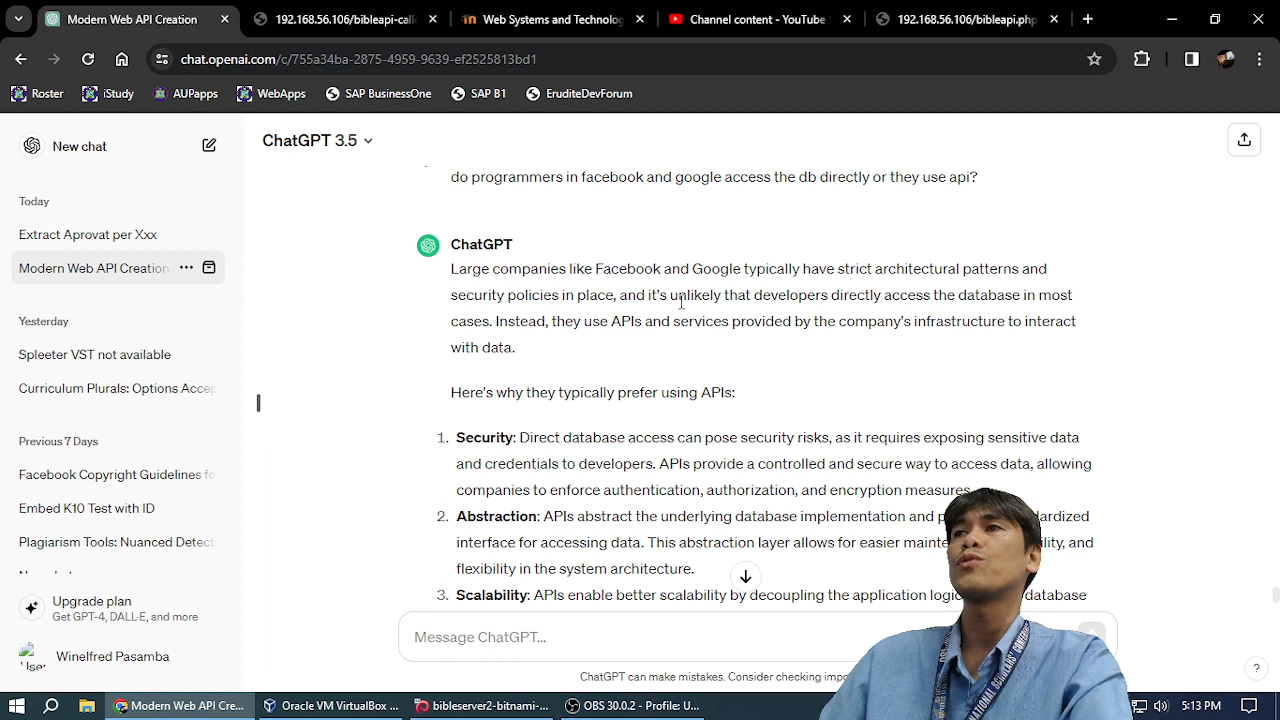 Modern Web API Creation
192.168.56.106/bibleapi-calle
Web Systems and Technolog
Channel content - YouTube
192.168.56.106/bibleapi.php
chat.openai.com/c/755a34ba-2875-4959-9639-ef2525813bd1
Roster
iStudy
AUPapps
WebApps
SAP BusinessOne
SAP B1
EruditeDevForum
New chat
Today
Extract Aprovat per Xxx
Modern Web API Creation
Yesterday
Spleeter VST not available
Curriculum Plurals: Options Accep
Previous 7 Days
Facebook Copyright Guidelines fo
Embed K10 Test with ID
Plagiarism Tools: Nuanced Detect
Upgrade plan
Get GPT-4, DALL·E, and more
User
Winelfred Pasamba
ChatGPT 3.5
do programmers in facebook and google access the db directly or they use api?
ChatGPT
Large companies like Facebook and Google typically have strict architectural patterns and
security policies in place, and it's unlikely that developers directly access the database in most
cases. Instead, they use APIs and services provided by the company's infrastructure to interact
with data.
Here's why they typically prefer using APIs:
1. Security: Direct database access can pose security risks, as it requires exposing sensitive data
and credentials to developers. APIs provide a controlled and secure way to access data, allowing
companies to enforce authentication, authorization, and encryption measures.
2. Abstraction: APIs abstract the underlying database implementation and
interface for accessing data. This abstraction layer allows for easier and
flexibility in the system architecture.
3. Scalability: APIs enable better scalability by decoupling the application database
Message ChatGPT...
ChatGPT can make mistakes. Consider checking
?
Modern Web API Cre...
Oracle VM VirtualBox ...
bibleserver2-bitnami-...
OBS 30.0.2 - Profile: U...
5:13 PM